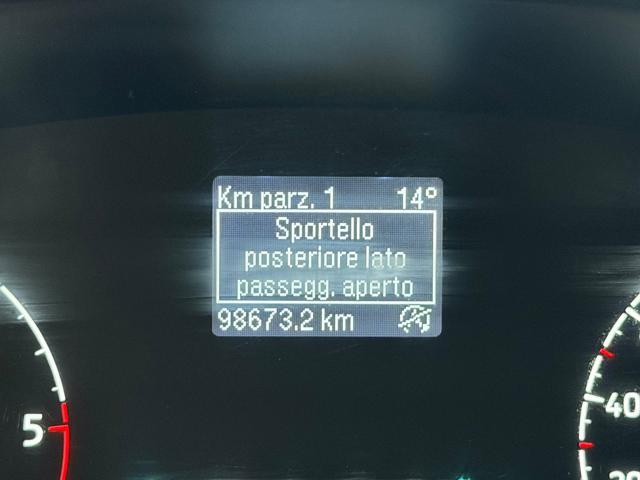 Km parz. 1 14°
Sportello
posteriore lato
passegg. aperto
98673.2 km
5
40